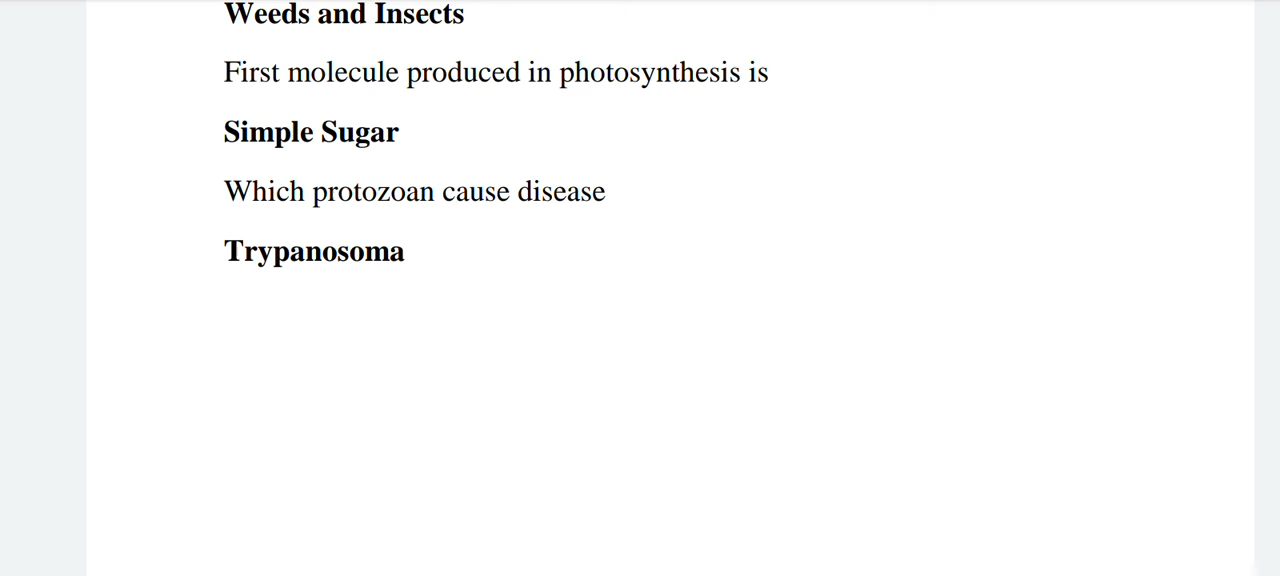 Weeds and Insects
First molecule produced in photosynthesis is
Simple Sugar
Which protozoan cause disease
Trypanosoma